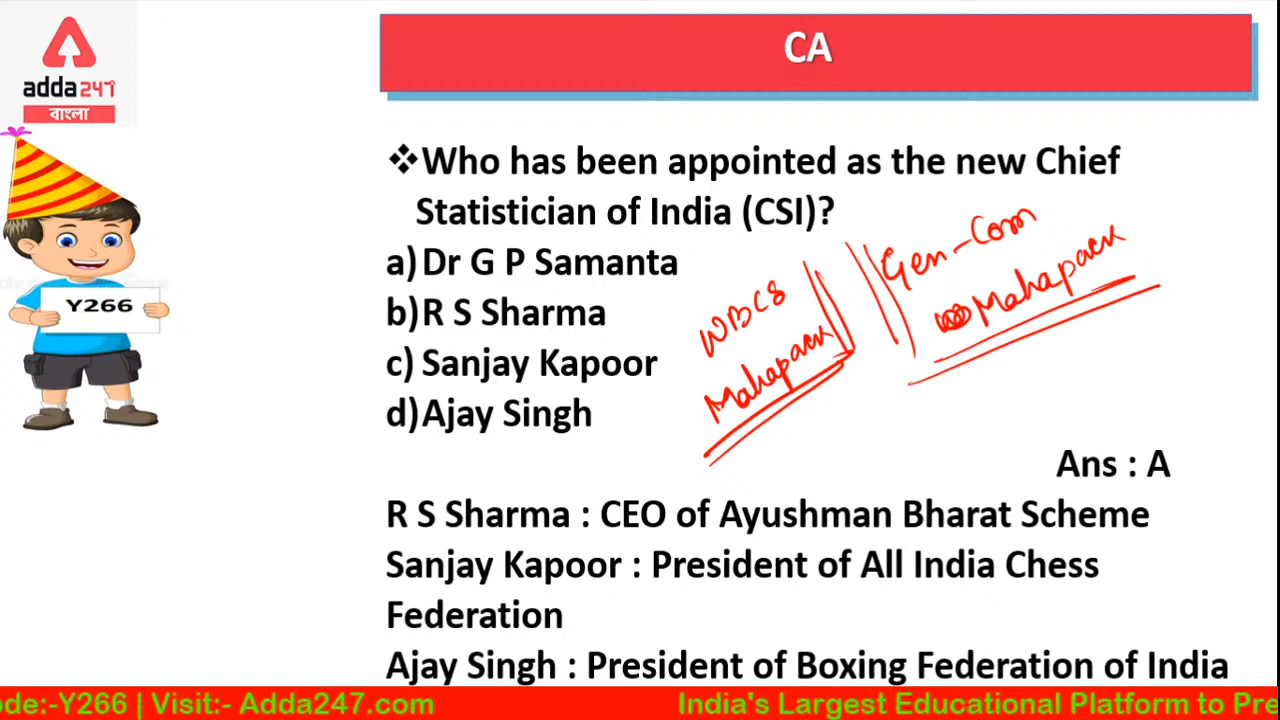 CA
adda247
বাংলা
Y266
❖Who has been appointed as the new Chief
Statistician of India (CSI)?
a) Dr G P Samanta
b) R S Sharma
c) Sanjay Kapoor
d) Ajay Singh
WBCS
Mahapack
Gen-Com
Mahapack
Ans : A
R S Sharma : CEO of Ayushman Bharat Scheme
Sanjay Kapoor : President of All India Chess
Federation
Ajay Singh : President of Boxing Federation of India
ode:-Y266 | Visit:- Adda247.com India's Largest Educational Platform to Pre